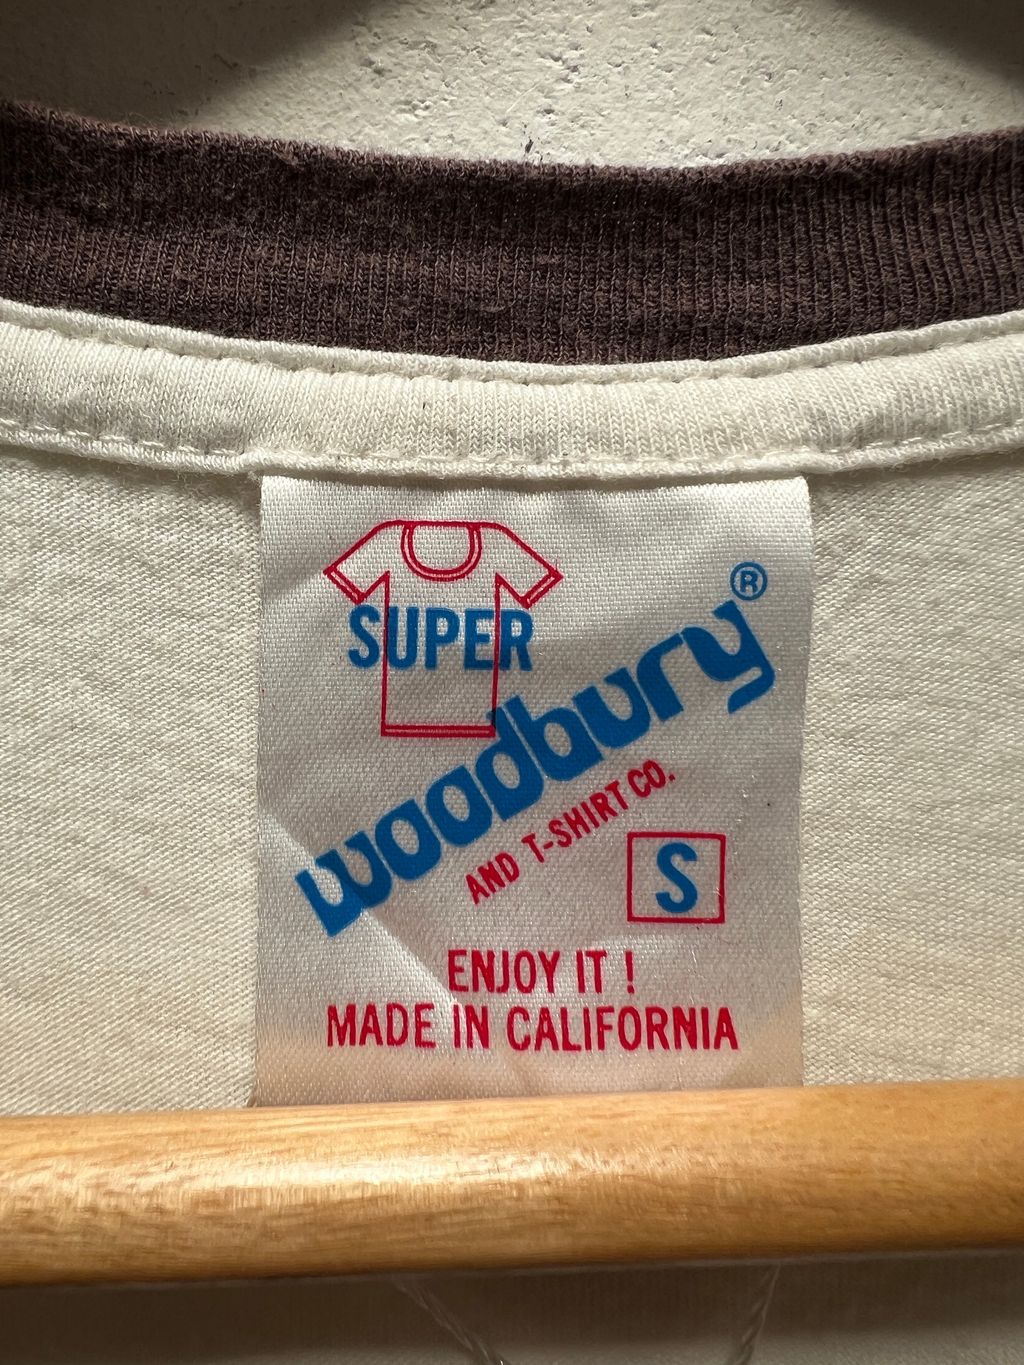 SUPER
woodbury®
AND T-SHIRT CO.
S
ENJOY IT !
MADE IN CALIFORNIA